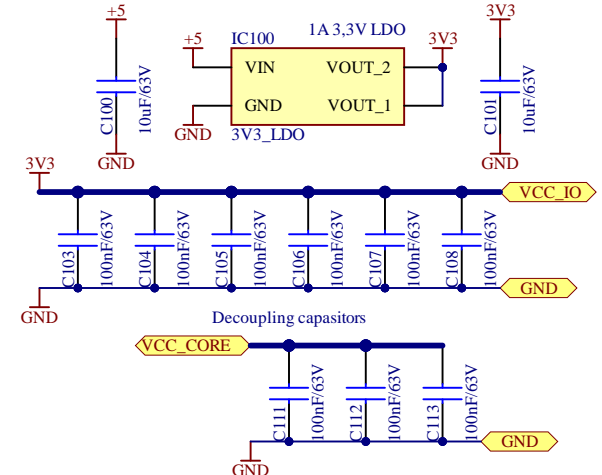 +5
C100
10uF/63V
GND
+5
IC100
1A 3,3V LDO
3V3
VIN
VOUT_2
GND
VOUT_1
GND
3V3_LDO
3V3
C101
10uF/63V
GND
3V3
VCC_IO
C103
100nF/63V
C104
100nF/63V
C105
100nF/63V
C106
100nF/63V
C107
100nF/63V
C108
100nF/63V
GND
GND
Decoupling capasitors
VCC_CORE
C111
100nF/63V
C112
100nF/63V
C113
100nF/63V
GND
GND